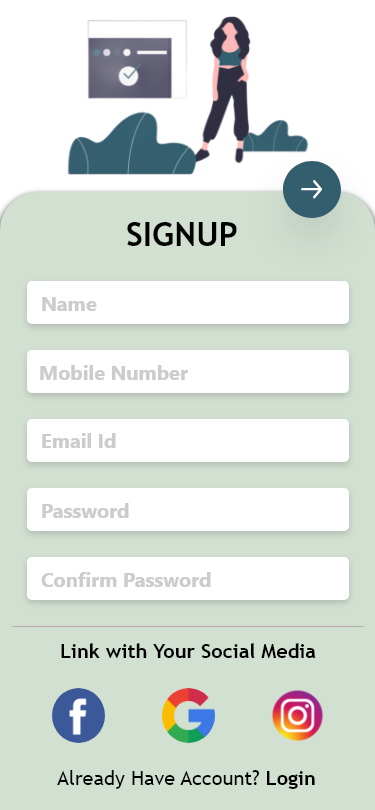 SIGNUP
Name
Mobile Number
Email Id
Password
Confirm Password
Link with Your Social Media
Already Have Account? Login